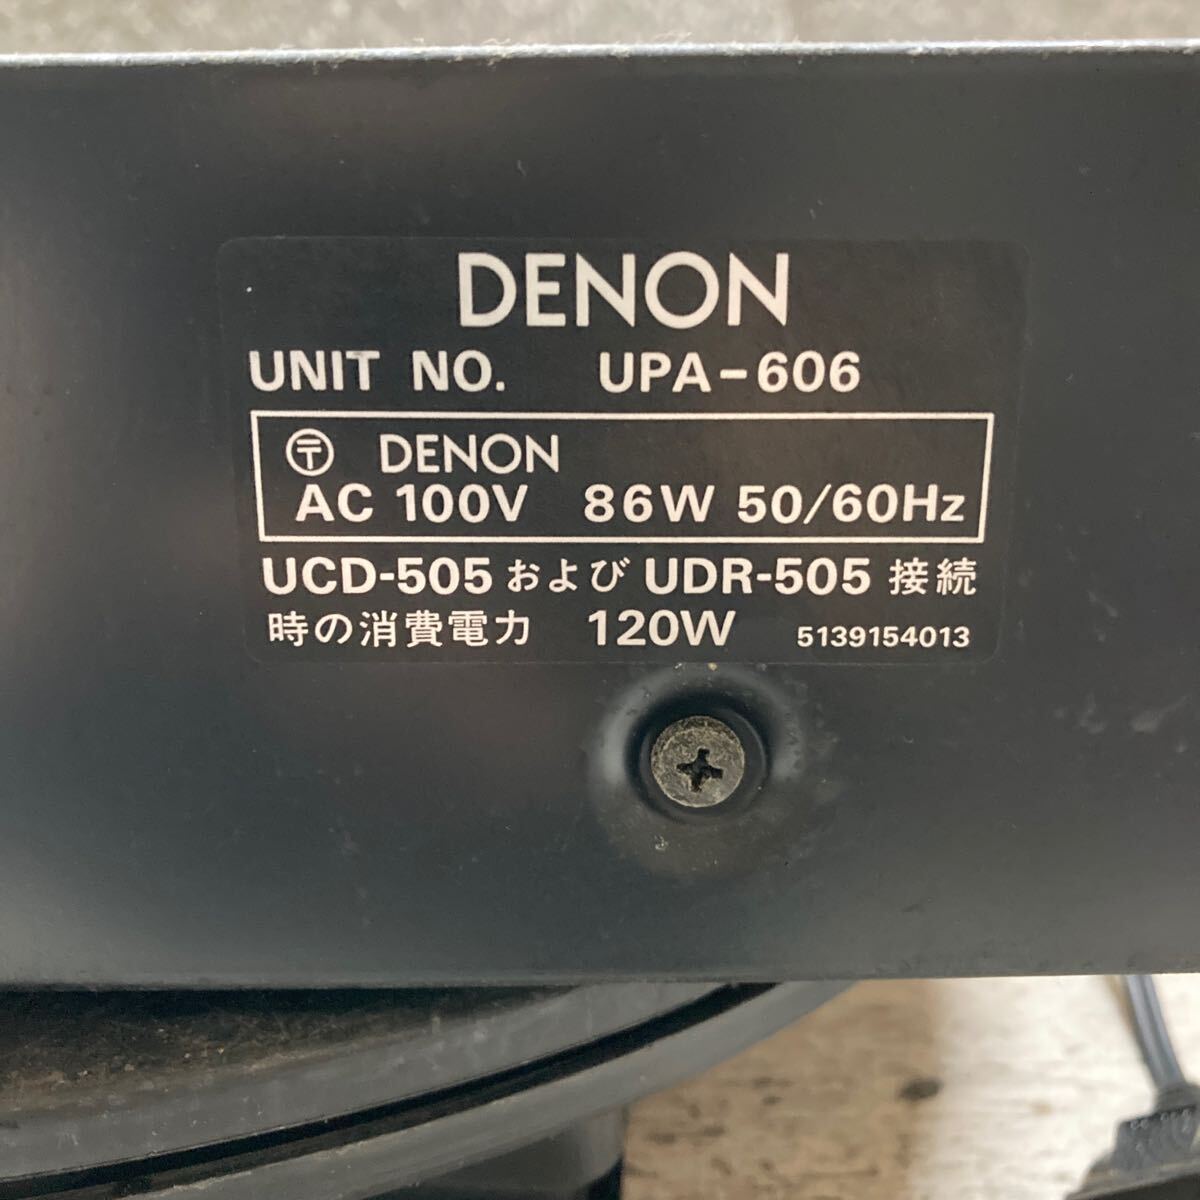 DENON
UNIT NO. UPA-606
〶 DENON
AC 100V 86W 50/60Hz
UCD-505 および UDR-505 接続
時の消費電力 120W 5139154013